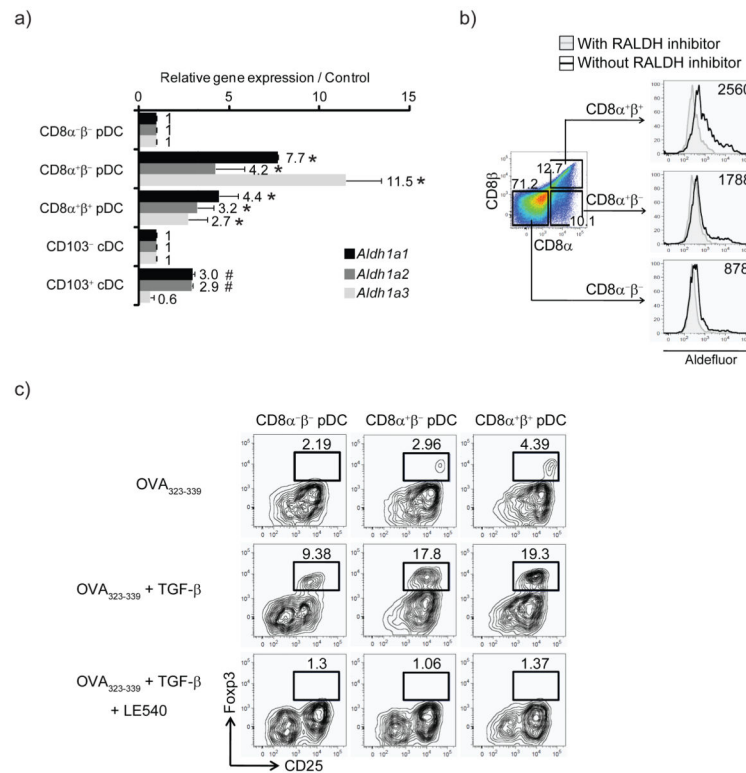 a)
Relative gene expression / Control
0 5 10 15
CD8α⁻β⁻ pDC
1
1
1
CD8α⁺β⁻ pDC
7.7 *
4.2 *
11.5 *
CD8α⁺β⁺ pDC
4.4 *
3.2 *
2.7 *
CD103⁻ cDC
1
1
1
CD103⁺ cDC
3.0 #
2.9 #
0.6
Aldh1a1
Aldh1a2
Aldh1a3
b)
With RALDH inhibitor
Without RALDH inhibitor
CD8β
CD8α
12.7
71.2
10.1
CD8α⁺β⁺
2560
CD8α⁺β⁻
1788
CD8α⁻β⁻
878
Aldefluor
c)
CD8α⁻β⁻ pDC CD8α⁺β⁻ pDC CD8α⁺β⁺ pDC
OVA₃₂₃₋₃₃₉
2.19 2.96 4.39
OVA₃₂₃₋₃₃₉ + TGF-β
9.38 17.8 19.3
OVA₃₂₃₋₃₃₉ + TGF-β
+ LE540
1.3 1.06 1.37
Foxp3
CD25